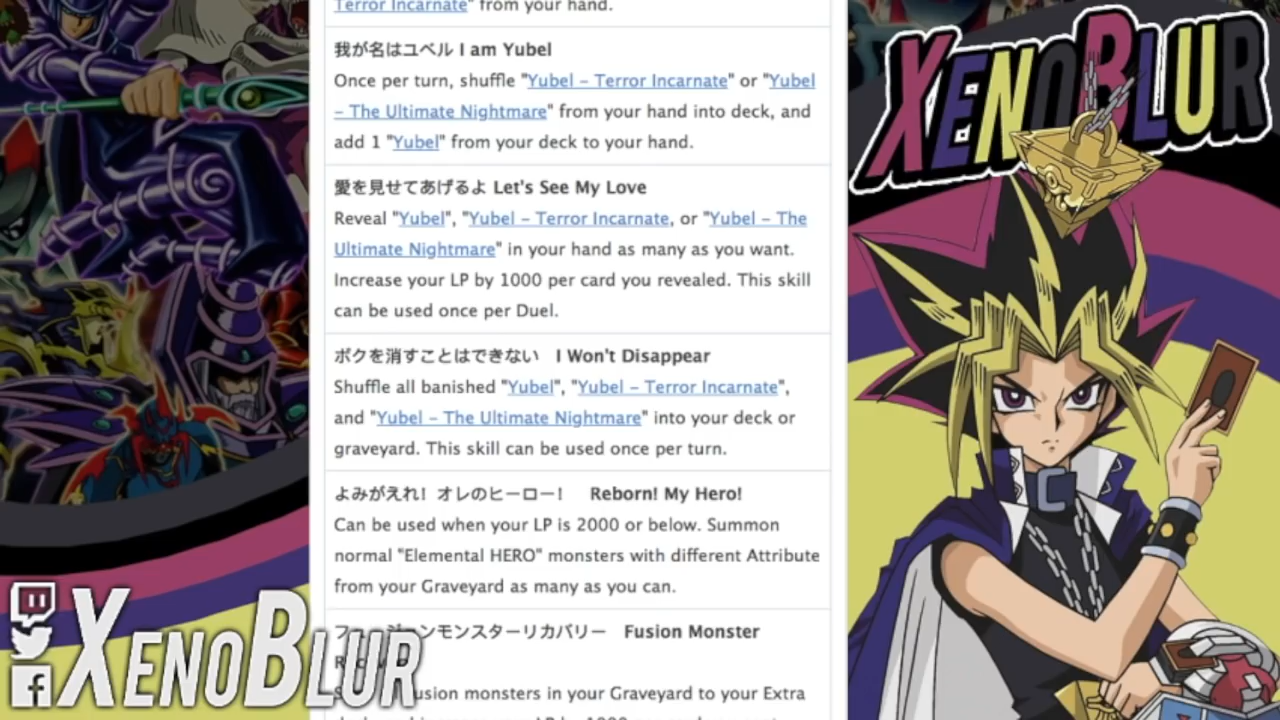 Terror Incarnate" from your hand.
我が名はユベル I am Yubel
Once per turn, shuffle "Yubel – Terror Incarnate" or "Yubel
– The Ultimate Nightmare" from your hand into deck, and
add 1 "Yubel" from your deck to your hand.
愛を見せてあげるよ Let's See My Love
Reveal "Yubel", "Yubel – Terror Incarnate, or "Yubel – The
Ultimate Nightmare" in your hand as many as you want.
Increase your LP by 1000 per card you revealed. This skill
can be used once per Duel.
ボクを消すことはできない I Won't Disappear
Shuffle all banished "Yubel", "Yubel – Terror Incarnate",
and "Yubel – The Ultimate Nightmare" into your deck or
graveyard. This skill can be used once per turn.
よみがえれ！オレのヒーロー！ Reborn! My Hero!
Can be used when your LP is 2000 or below. Summon
normal "Elemental HERO" monsters with different Attribute
from your Graveyard as many as you can.
モンスターリカバリー Fusion Monster
monsters in your Graveyard to your Extra
XENOBLUR
XENOBLUR